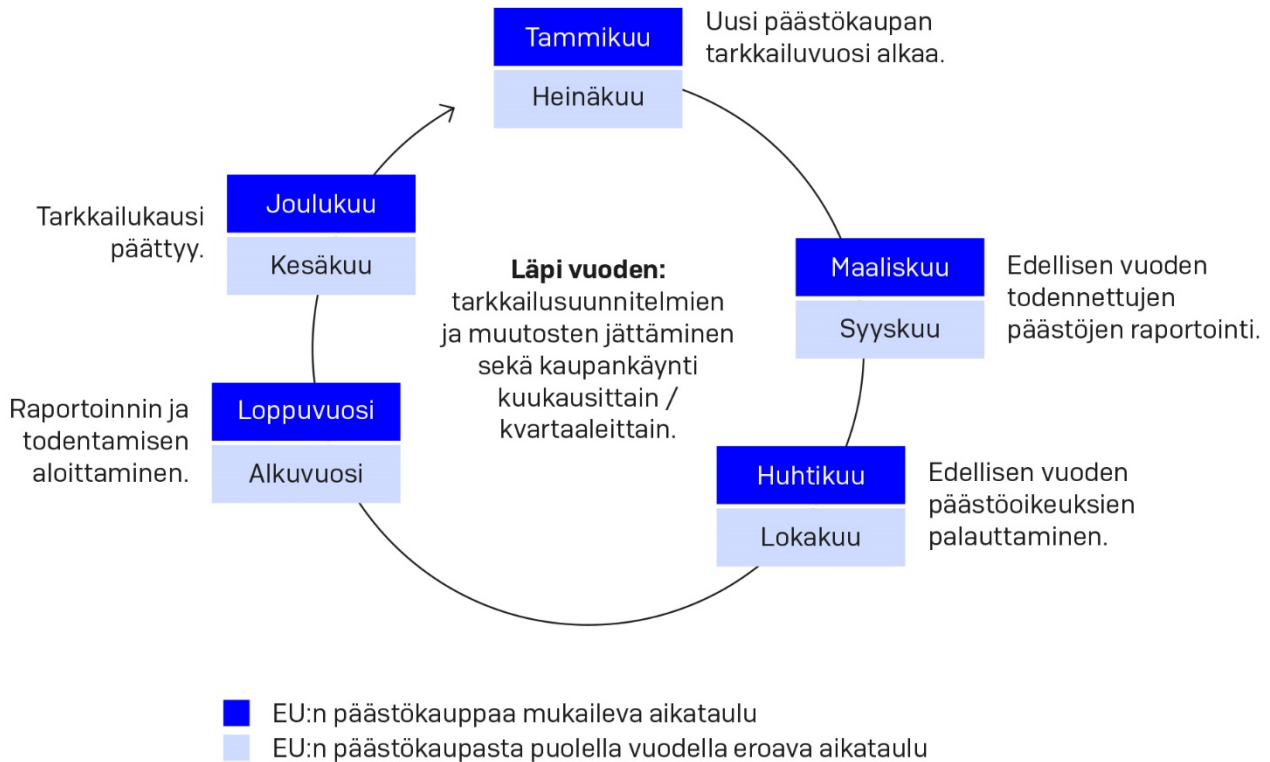 Tammikuu
Heinäkuu
Uusi päästökaupan
tarkkailuvuosi alkaa.
Maaliskuu
Syyskuu
Edellisen vuoden
todennettujen
päästöjen raportointi.
Huhtikuu
Lokakuu
Edellisen vuoden
päästöoikeuksien
palauttaminen.
Loppuvuosi
Alkuvuosi
Raportoinnin ja
todentamisen
aloittaminen.
Joulukuu
Kesäkuu
Tarkkailukausi
päättyy.
Läpi vuoden:
tarkkailusuunnitelmien
ja muutosten jättäminen
sekä kaupankäynti
kuukausittain /
kvartaaleittain.
EU:n päästökauppaa mukaileva aikataulu
EU:n päästökaupasta puolella vuodella eroava aikataulu